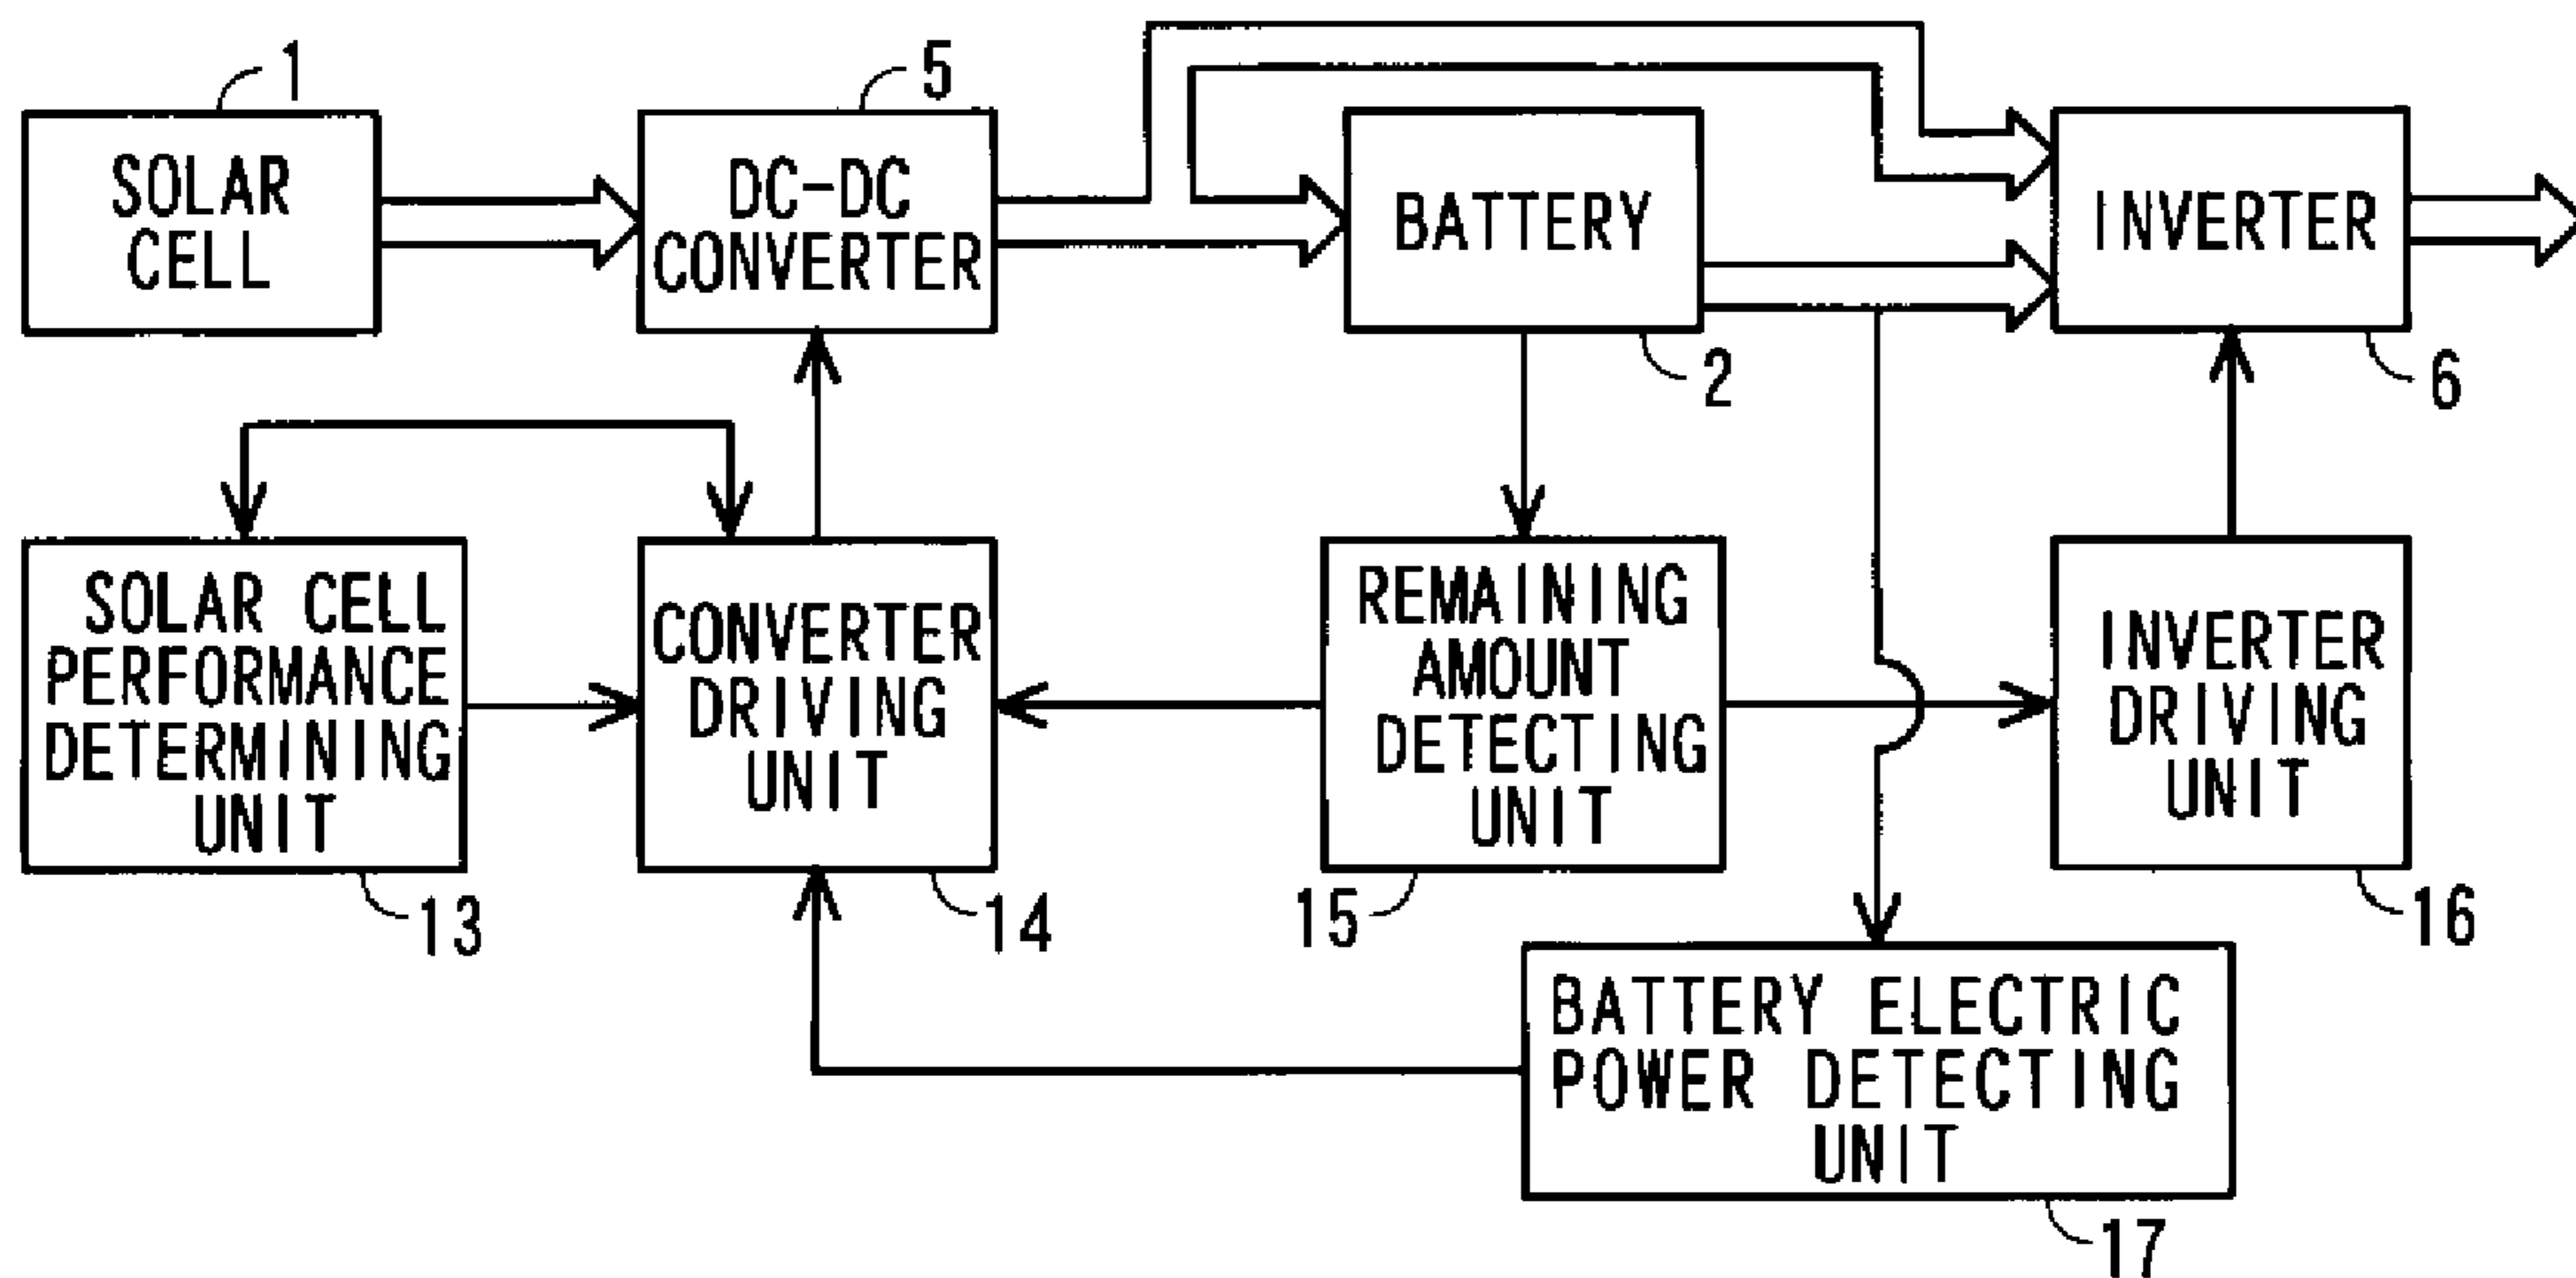 1
SOLAR
CELL
5
DC-DC
CONVERTER
BATTERY
2
INVERTER
6
SOLAR CELL
PERFORMANCE
DETERMINING
UNIT
13
CONVERTER
DRIVING
UNIT
14
REMAINING
AMOUNT
DETECTING
UNIT
15
INVERTER
DRIVING
UNIT
16
BATTERY ELECTRIC
POWER DETECTING
UNIT
17